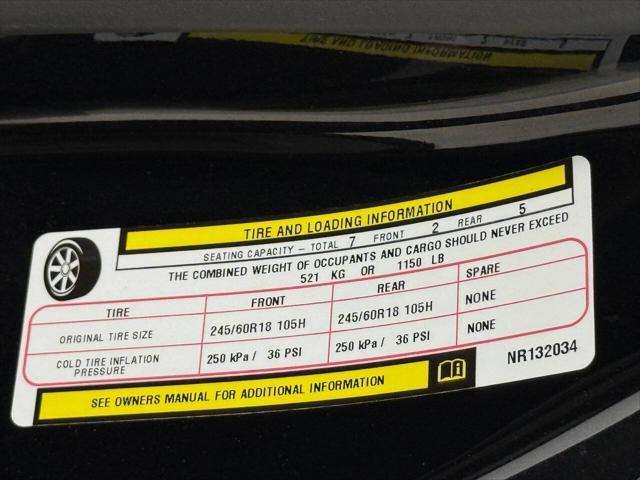 TIRE AND LOADING INFORMATION
SEATING CAPACITY - TOTAL 7 FRONT 2 REAR 5
THE COMBINED WEIGHT OF OCCUPANTS AND CARGO SHOULD NEVER EXCEED
521 KG OR 1150 LB
TIRE FRONT REAR SPARE
ORIGINAL TIRE SIZE 245/60R18 105H 245/60R18 105H NONE
COLD TIRE INFLATION PRESSURE 250 kPa / 36 PSI 250 kPa / 36 PSI NONE
SEE OWNERS MANUAL FOR ADDITIONAL INFORMATION
NR132034